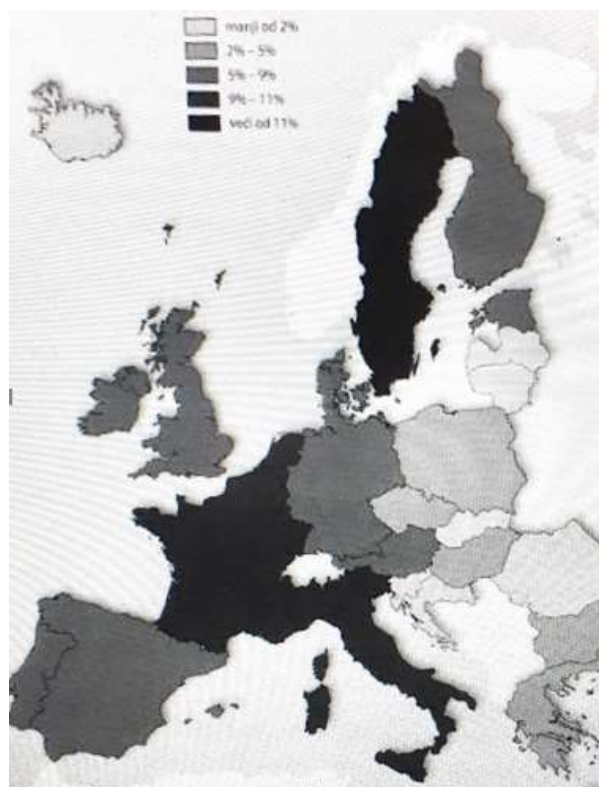 manji od 2%
2% – 5%
5% – 9%
9% – 11%
veći od 11%